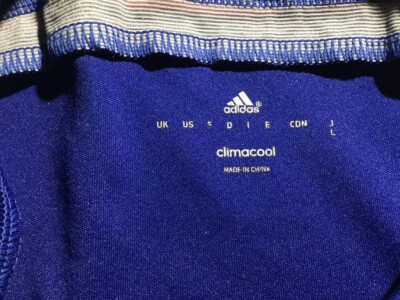 adidas®
UK US S D I E CDN J
L
climacool
MADE IN CHINA